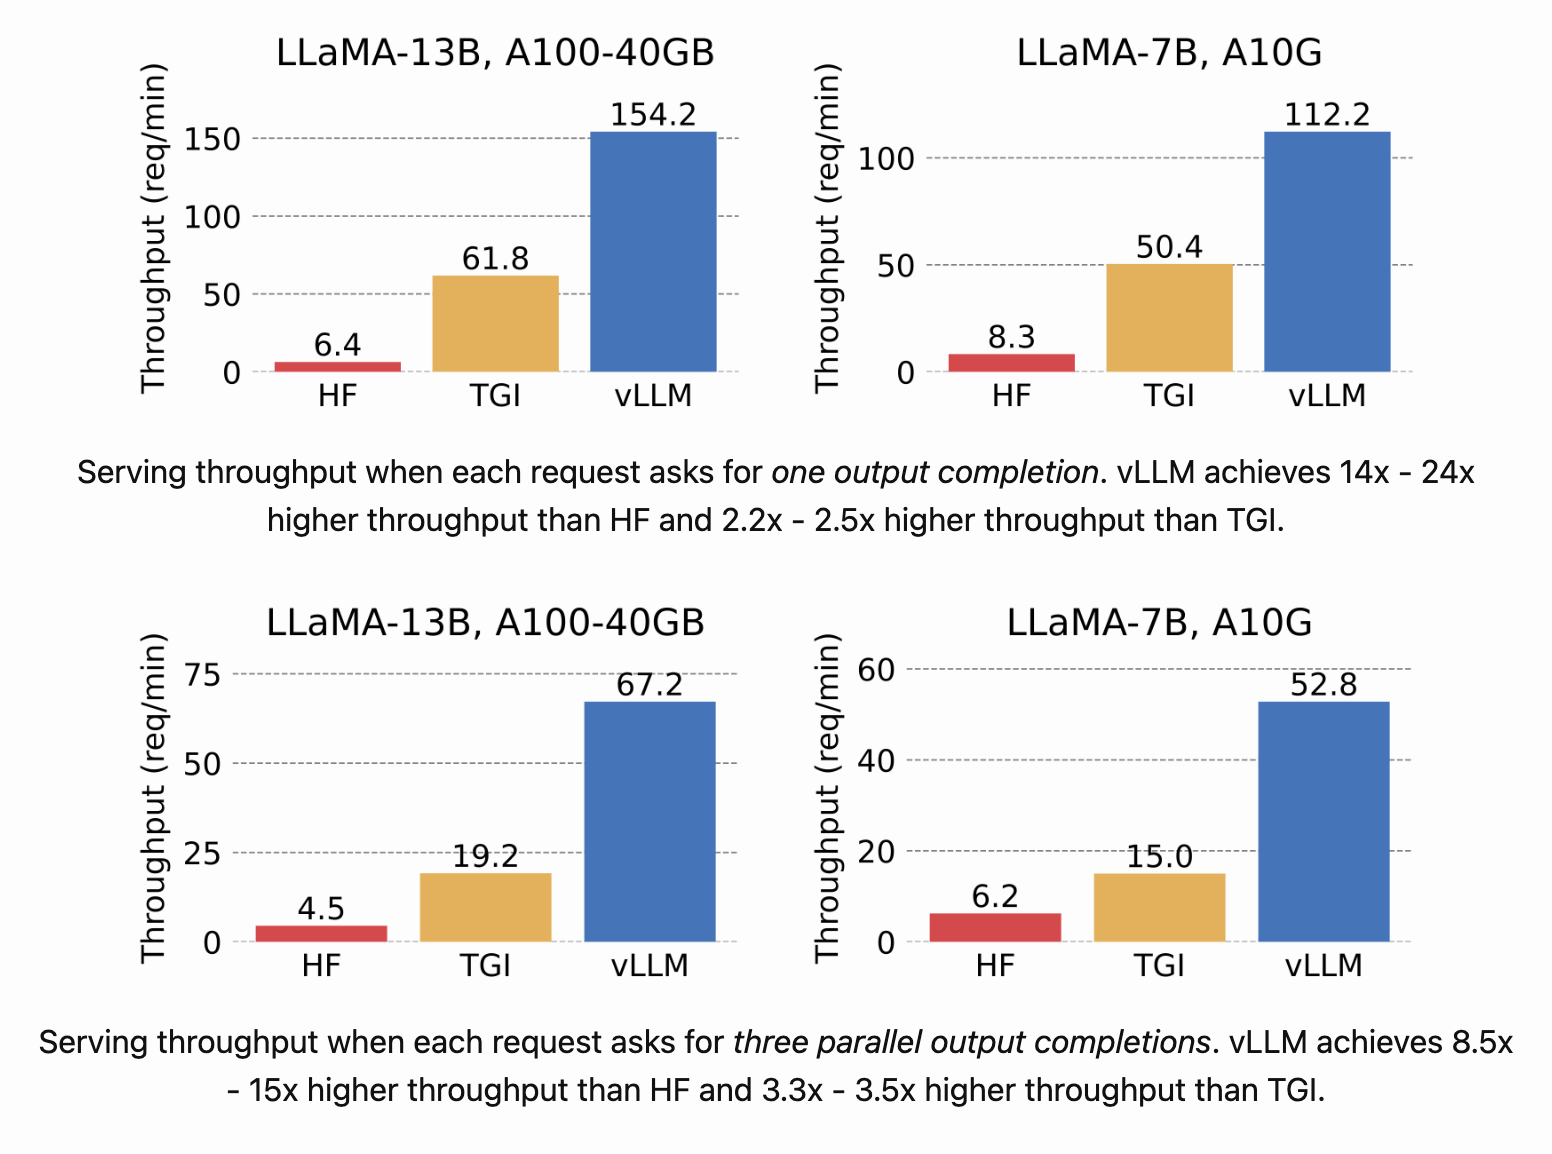 LLaMA-13B, A100-40GB
Throughput (req/min)
150
100
50
0
6.4
61.8
154.2
HF
TGI
vLLM
LLaMA-7B, A10G
Throughput (req/min)
100
50
0
8.3
50.4
112.2
HF
TGI
vLLM
Serving throughput when each request asks for one output completion. vLLM achieves 14x - 24x
higher throughput than HF and 2.2x - 2.5x higher throughput than TGI.
LLaMA-13B, A100-40GB
Throughput (req/min)
75
50
25
0
4.5
19.2
67.2
HF
TGI
vLLM
LLaMA-7B, A10G
Throughput (req/min)
60
40
20
0
6.2
15.0
52.8
HF
TGI
vLLM
Serving throughput when each request asks for three parallel output completions. vLLM achieves 8.5x
- 15x higher throughput than HF and 3.3x - 3.5x higher throughput than TGI.